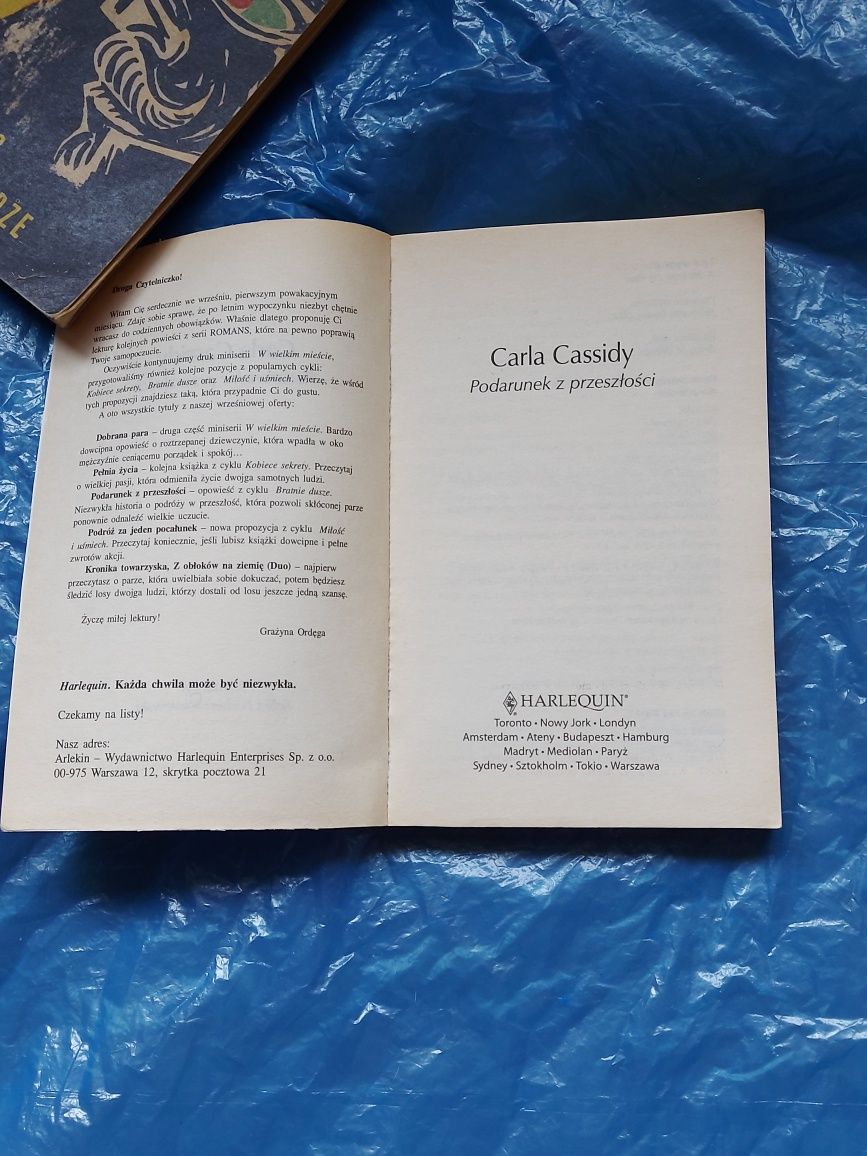 OŻE
Droga Czytelniczko!
Witam Cię serdecznie we wrześniu, pierwszym powakacyjnym
miesiącu. Zdaję sobie sprawę, że po letnim wypoczynku niezbyt chętnie
wracasz do codziennych obowiązków. Właśnie dlatego proponuję Ci
lekturę kolejnych powieści z serii ROMANS, które na pewno poprawią
Twoje samopoczucie.
Oczywiście kontynuujemy druk miniserii W wielkim mieście,
przygotowaliśmy również kolejne pozycje z popularnych cykli:
Kobiece sekrety, Bratnie dusze oraz Miłość i uśmiech. Wierzę, że wśród
tych propozycji znajdziesz taką, która przypadnie Ci do gustu.
A oto wszystkie tytuły z naszej wrześniowej oferty:
Dobrana para – druga część miniserii W wielkim mieście. Bardzo
dowcipna opowieść o roztrzepanej dziewczynie, która wpadła w oko
mężczyźnie ceniącemu porządek i spokój...
Pełnia życia – kolejna książka z cyklu Kobiece sekrety. Przeczytaj
o wielkiej pasji, która odmieniła życie dwojga samotnych ludzi.
Podarunek z przeszłości – opowieść z cyklu Bratnie dusze.
Niezwykła historia o podróży w przeszłość, która pozwoli skłóconej parze
ponownie odnaleźć wielkie uczucie.
Podróż za jeden pocałunek – nowa propozycja z cyklu Miłość
i uśmiech. Przeczytaj koniecznie, jeśli lubisz książki dowcipne i pełne
zwrotów akcji.
Kronika towarzyska, Z obłoków na ziemię (Duo) – najpierw
przeczytasz o parze, która uwielbiała sobie dokuczać, potem będziesz
śledzić losy dwojga ludzi, którzy dostali od losu jeszcze jedną szansę.
Życzę miłej lektury!
Grażyna Ordęga
Harlequin. Każda chwila może być niezwykła.
Czekamy na listy!
Nasz adres:
Arlekin – Wydawnictwo Harlequin Enterprises Sp. z o.o.
00-975 Warszawa 12, skrytka pocztowa 21
Carla Cassidy
Podarunek z przeszłości
HARLEQUIN®
Toronto • Nowy Jork • Londyn
Amsterdam • Ateny • Budapeszt • Hamburg
Madryt • Mediolan • Paryż
Sydney • Sztokholm • Tokio • Warszawa